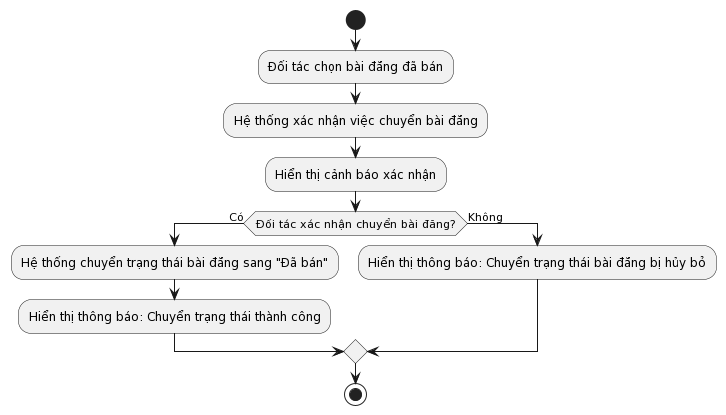 Đối tác chọn bài đăng đã bán
Hệ thống xác nhận việc chuyển bài đăng
Hiển thị cảnh báo xác nhận
Có
Đối tác xác nhận chuyển bài đăng?
Không
Hệ thống chuyển trạng thái bài đăng sang "Đã bán"
Hiển thị thông báo: Chuyển trạng thái bài đăng bị hủy bỏ
Hiển thị thông báo: Chuyển trạng thái thành công